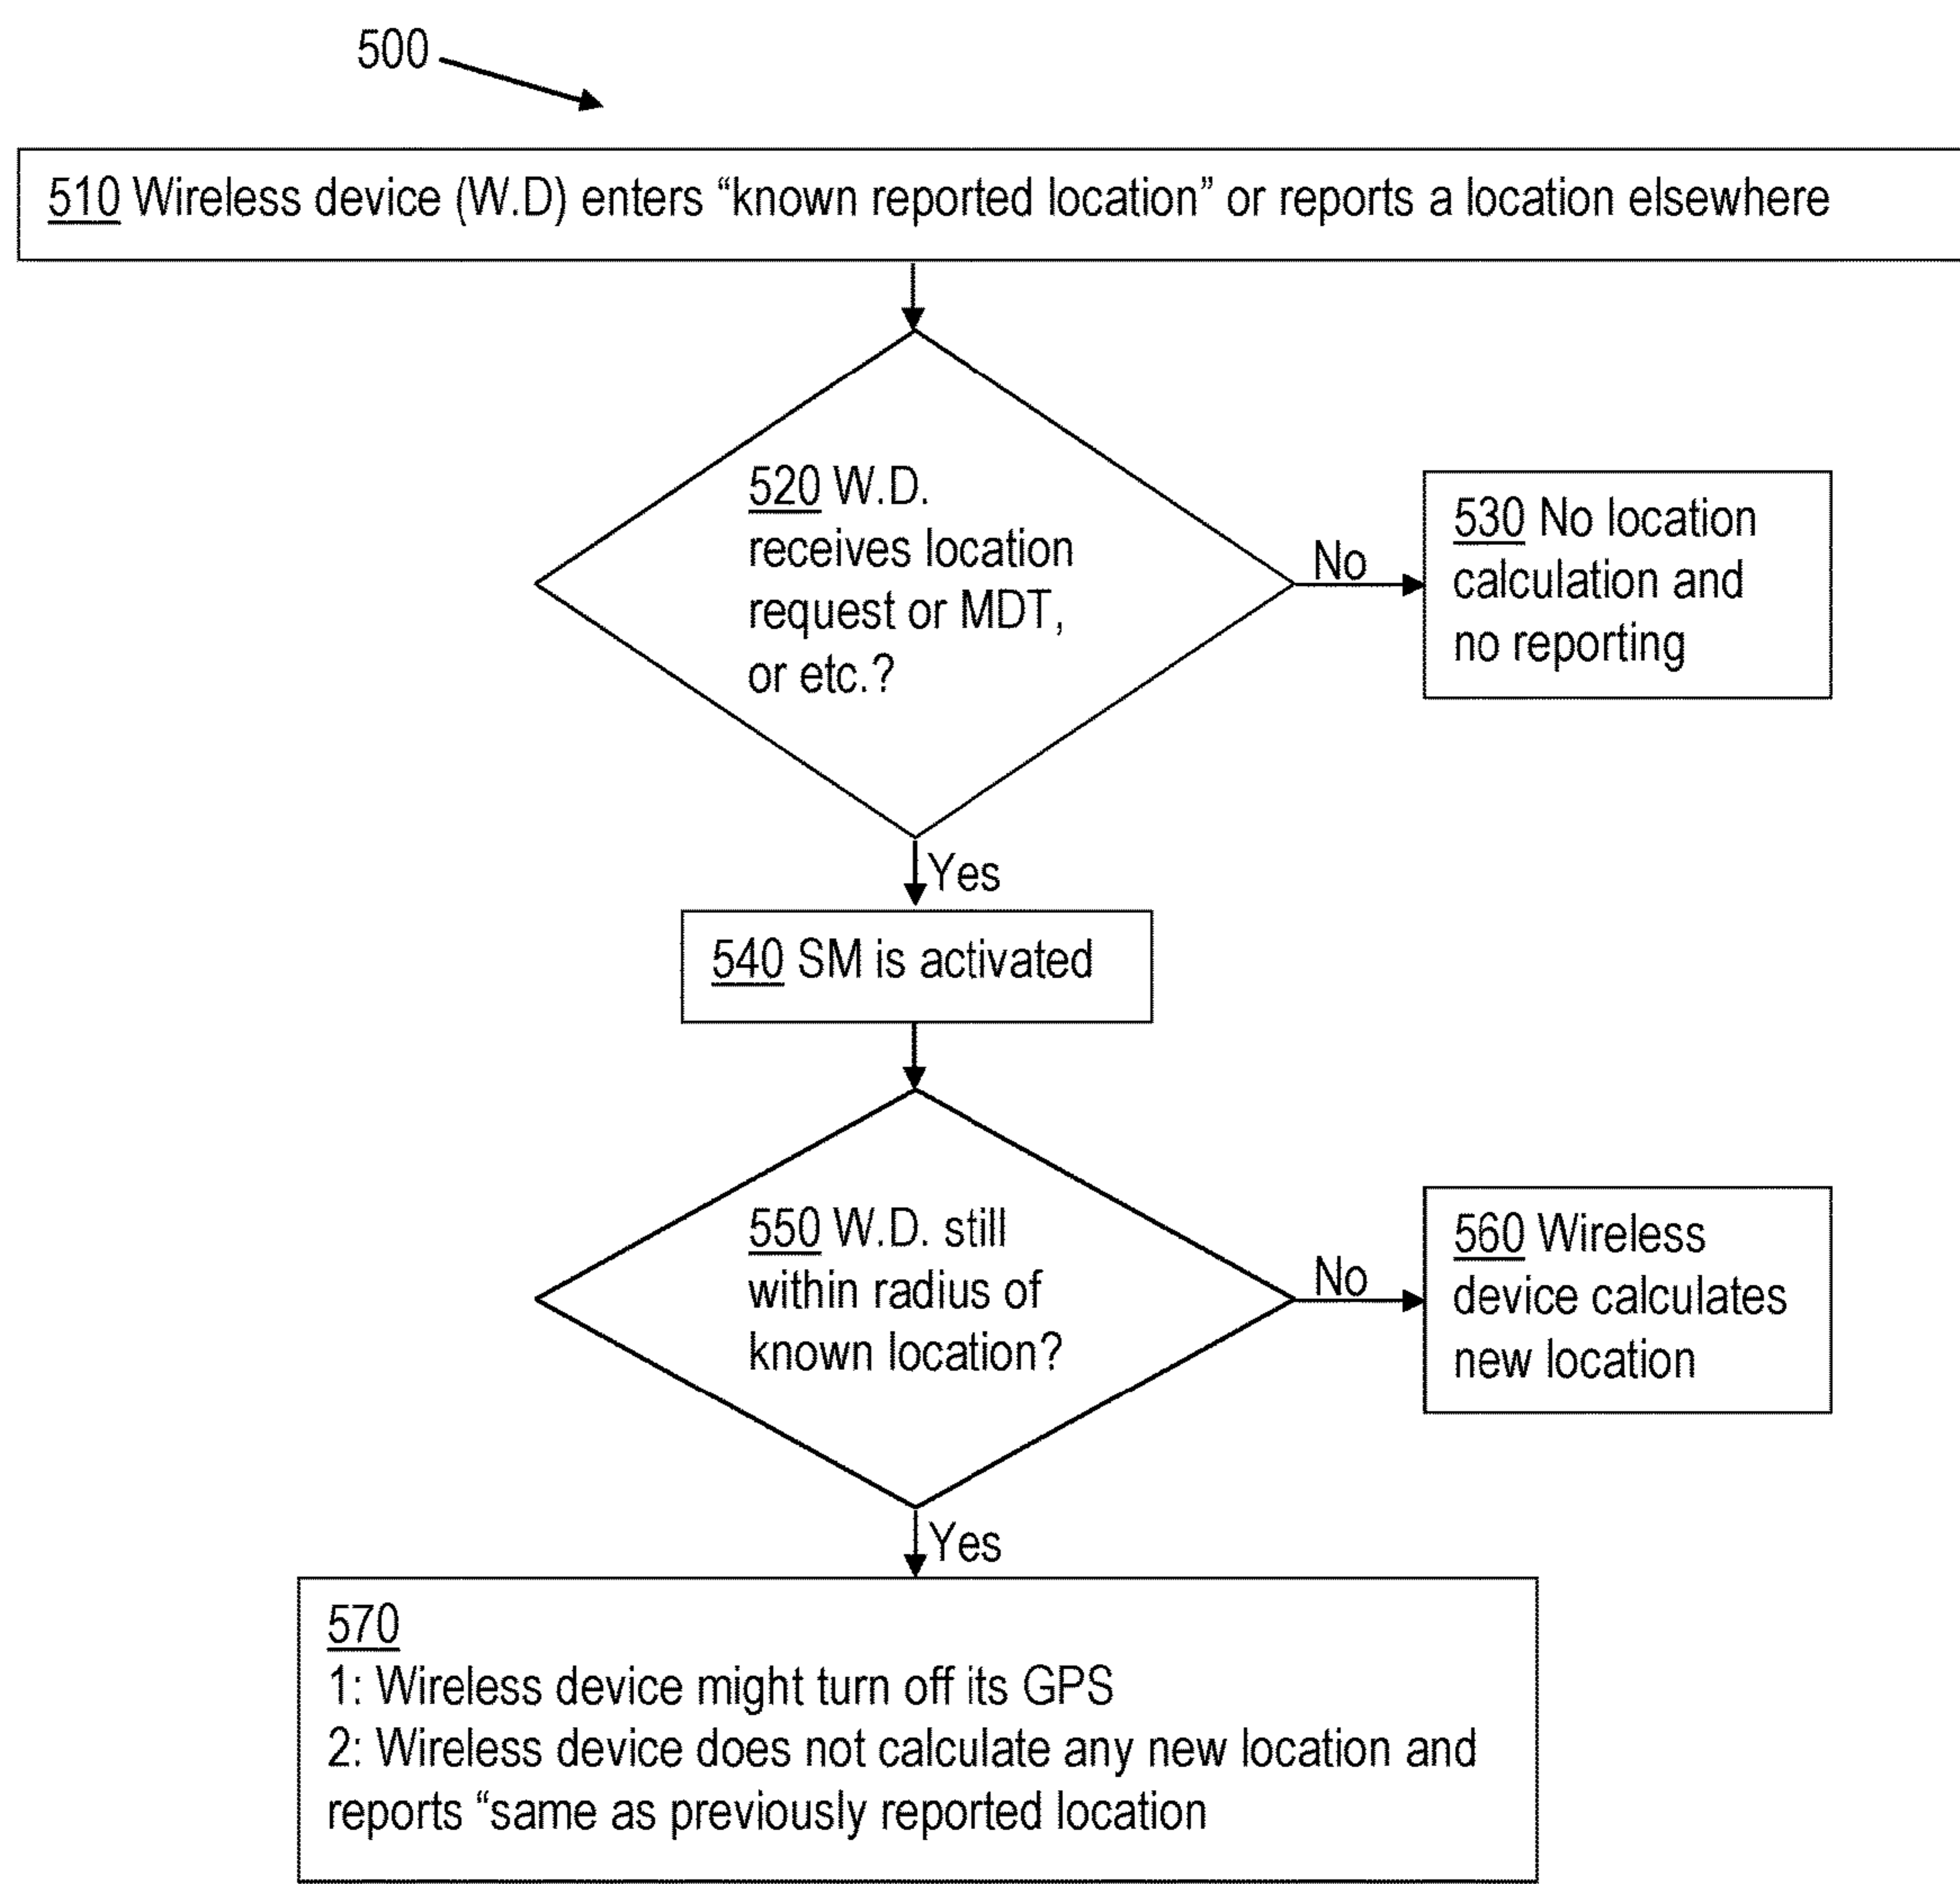 500
510 Wireless device (W.D) enters “known reported location” or reports a location elsewhere
520 W.D.
receives location
request or MDT,
or etc.?
No
530 No location
calculation and
no reporting
Yes
540 SM is activated
550 W.D. still
within radius of
known location?
No
560 Wireless
device calculates
new location
Yes
570
1: Wireless device might turn off its GPS
2: Wireless device does not calculate any new location and
reports “same as previously reported location